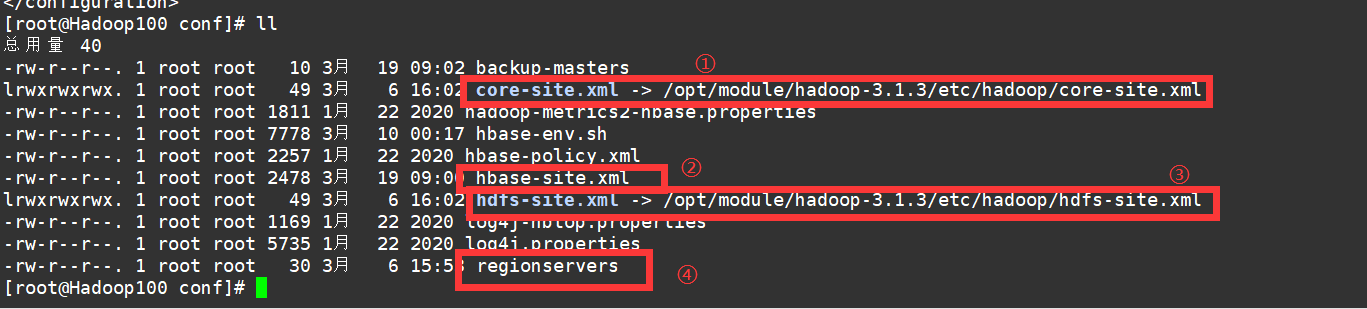 </configuration>
[root@Hadoop100 conf]# ll
总用量 40
-rw-r--r--. 1 root root   10 3月   19 09:02 backup-masters
①
lrwxrwxrwx. 1 root root   49 3月    6 16:02 core-site.xml -> /opt/module/hadoop-3.1.3/etc/hadoop/core-site.xml
-rw-r--r--. 1 root root 1811 1月   22 2020 hadoop-metrics2-hbase.properties
-rw-r--r--. 1 root root 7778 3月   10 00:17 hbase-env.sh
-rw-r--r--. 1 root root 2257 1月   22 2020 hbase-policy.xml
②
-rw-r--r--. 1 root root 2478 3月   19 09:00 hbase-site.xml
③
lrwxrwxrwx. 1 root root   49 3月    6 16:02 hdfs-site.xml -> /opt/module/hadoop-3.1.3/etc/hadoop/hdfs-site.xml
-rw-r--r--. 1 root root 1169 1月   22 2020 log4j-hbtop.properties
-rw-r--r--. 1 root root 5735 1月   22 2020 log4j.properties
-rw-r--r--. 1 root root   30 3月    6 15:58 regionservers
④
[root@Hadoop100 conf]#